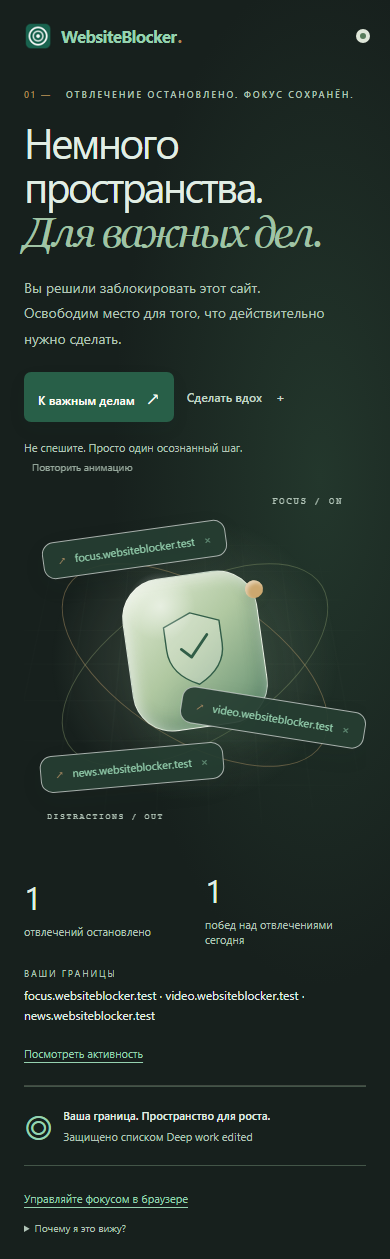 WebsiteBlocker.
01 — ОТВЛЕЧЕНИЕ ОСТАНОВЛЕНО. ФОКУС СОХРАНЁН.
Немного
пространства.
Для важных дел.
Вы решили заблокировать этот сайт.
Освободим место для того, что действительно
нужно сделать.
К важным делам ↗
Сделать вдох +
Не спешите. Просто один осознанный шаг.
Повторить анимацию
FOCUS / ON
↗ focus.websiteblocker.test ×
↗ video.websiteblocker.test ×
↗ news.websiteblocker.test ×
DISTRACTIONS / OUT
1
отвлечений остановлено
1
побед над отвлечениями
сегодня
ВАШИ ГРАНИЦЫ
focus.websiteblocker.test · video.websiteblocker.test ·
news.websiteblocker.test
Посмотреть активность
Ваша граница. Пространство для роста.
Защищено списком Deep work edited
Управляйте фокусом в браузере
▶ Почему я это вижу?